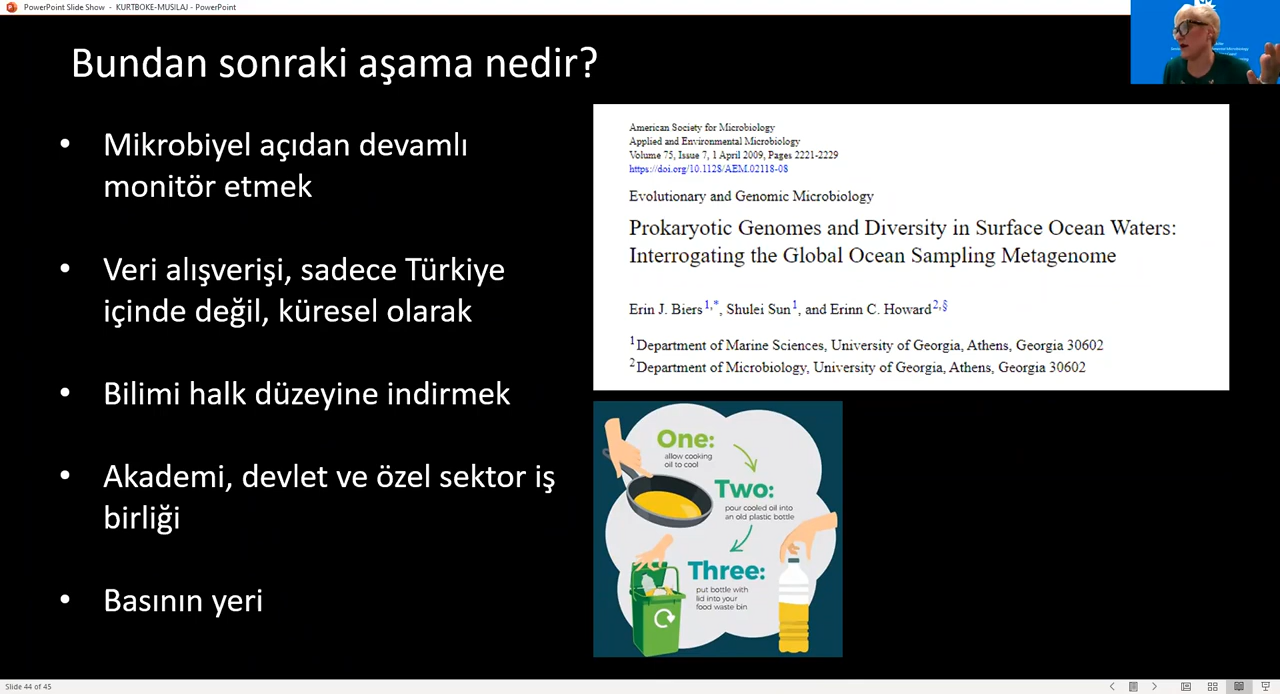 PowerPoint Slide Show - KURTBOKE-MUSILAJ - PowerPoint
Bundan sonraki aşama nedir?
• Mikrobiyel açıdan devamlı
monitör etmek
• Veri alışverişi, sadece Türkiye
içinde değil, küresel olarak
• Bilimi halk düzeyine indirmek
• Akademi, devlet ve özel sektor iş
birliği
• Basının yeri
American Society for Microbiology
Applied and Environmental Microbiology
Volume 75, Issue 7, 1 April 2009, Pages 2221-2229
https://doi.org/10.1128/AEM.02118-08
Evolutionary and Genomic Microbiology
Prokaryotic Genomes and Diversity in Surface Ocean Waters:
Interrogating the Global Ocean Sampling Metagenome
Erin J. Biers1,*, Shulei Sun1, and Erinn C. Howard2,§
1Department of Marine Sciences, University of Georgia, Athens, Georgia 30602
2Department of Microbiology, University of Georgia, Athens, Georgia 30602
One:
allow cooking
oil to cool
Two:
pour cooled oil into
an old plastic bottle
Three:
put bottle with
lid into your
food waste bin
Slide 44 of 45